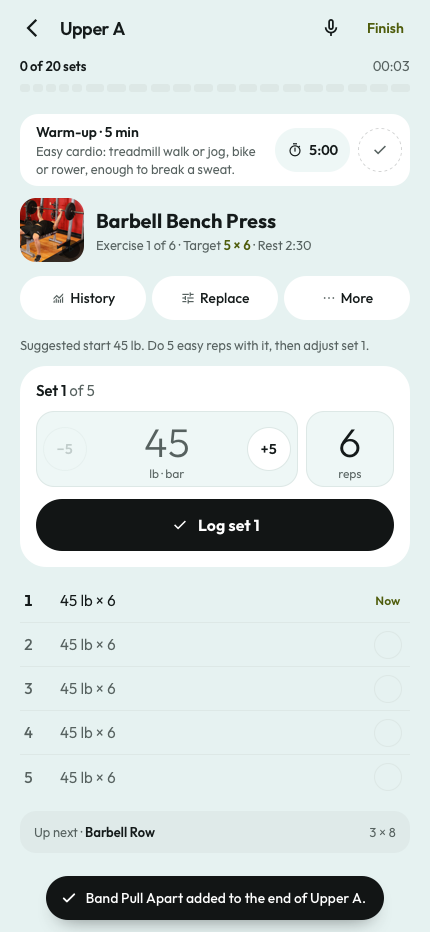 Upper A
Finish
0 of 20 sets
00:03
Warm-up · 5 min
Easy cardio: treadmill walk or jog, bike
or rower, enough to break a sweat.
5:00
Barbell Bench Press
Exercise 1 of 6 · Target 5 × 6 · Rest 2:30
History
Replace
More
Suggested start 45 lb. Do 5 easy reps with it, then adjust set 1.
Set 1 of 5
−5
45
lb · bar
+5
6
reps
Log set 1
1 45 lb × 6 Now
2 45 lb × 6
3 45 lb × 6
4 45 lb × 6
5 45 lb × 6
Up next · Barbell Row 3 × 8
Band Pull Apart added to the end of Upper A.